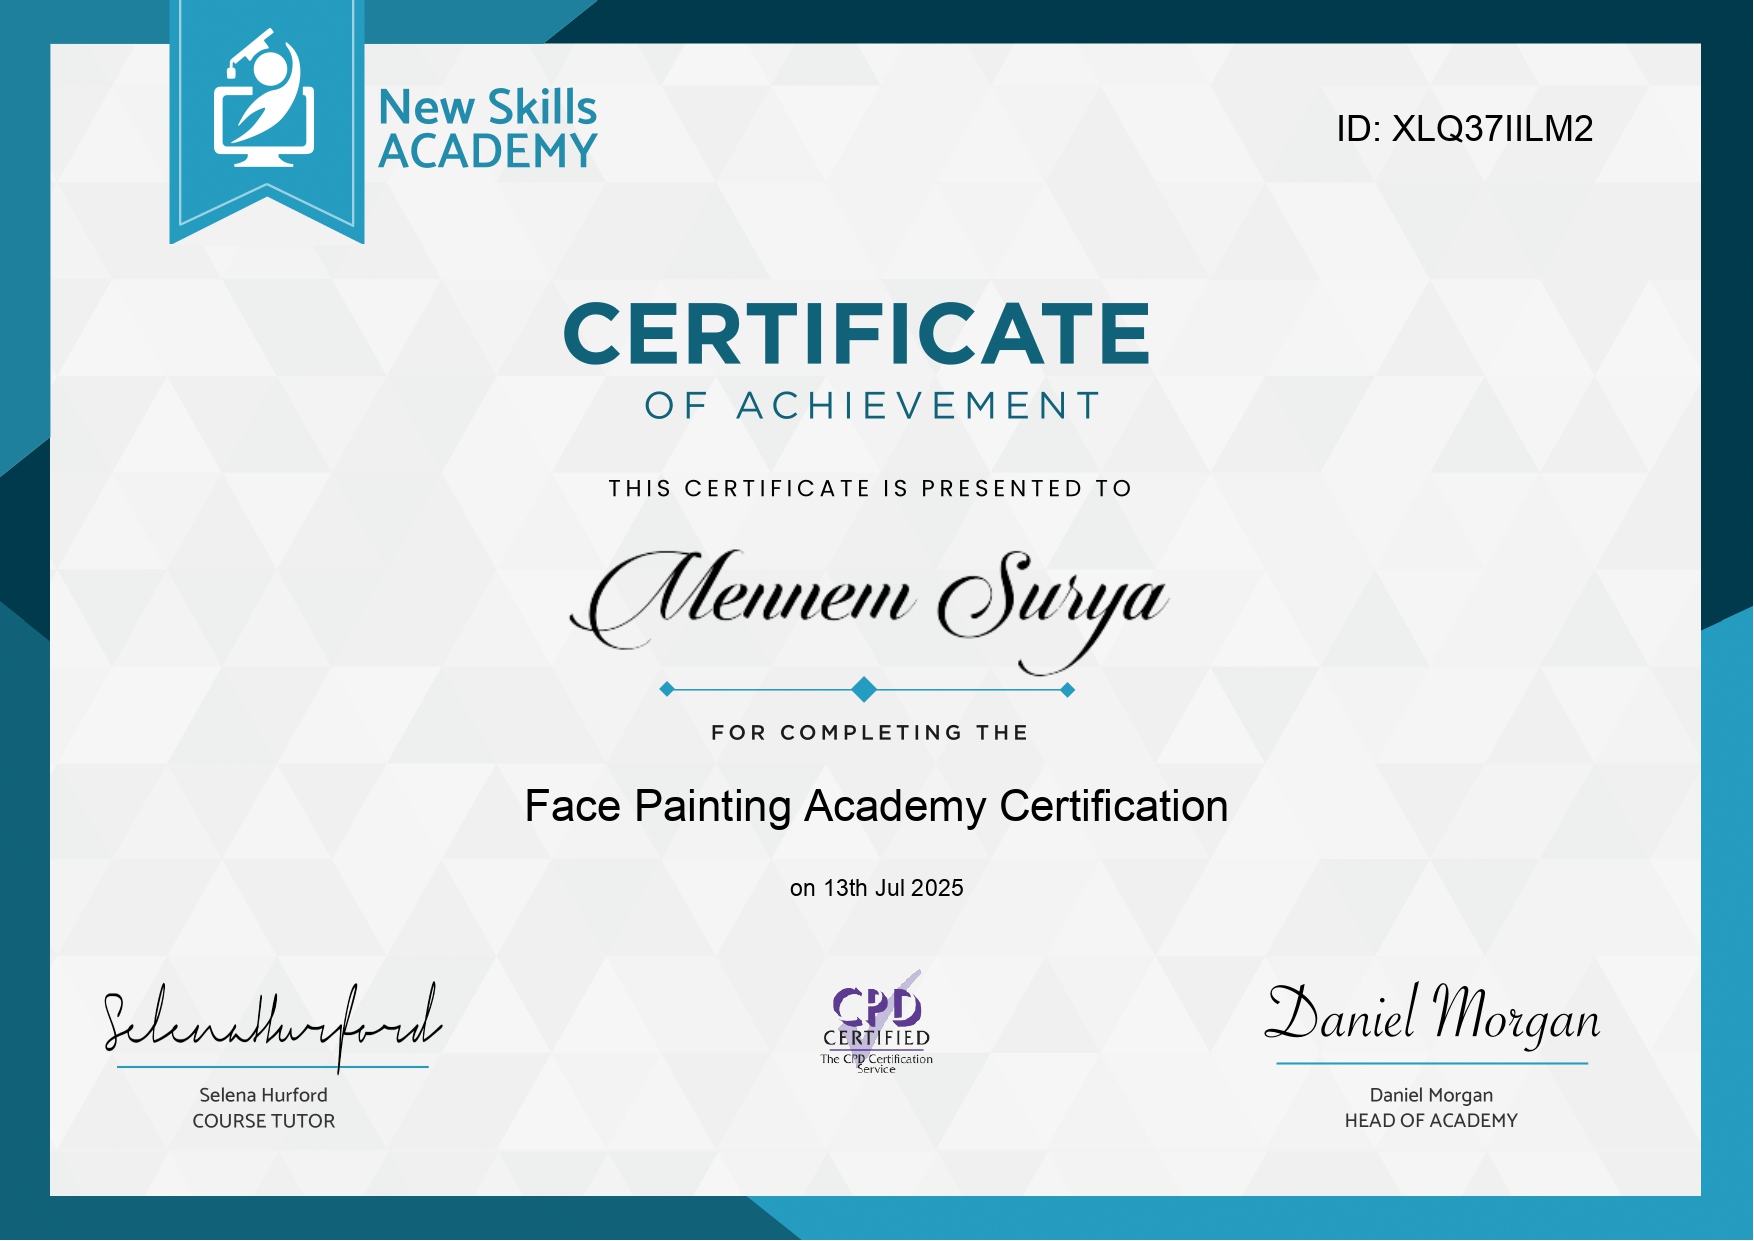 New Skills
ACADEMY
ID: XLQ37IILM2
CERTIFICATE
OF ACHIEVEMENT
THIS CERTIFICATE IS PRESENTED TO
Mennem Surya
FOR COMPLETING THE
Face Painting Academy Certification
on 13th Jul 2025
SelenaHurford
Selena Hurford
COURSE TUTOR
CPD
CERTIFIED
The CPD Certification
Service
Daniel Morgan
Daniel Morgan
HEAD OF ACADEMY